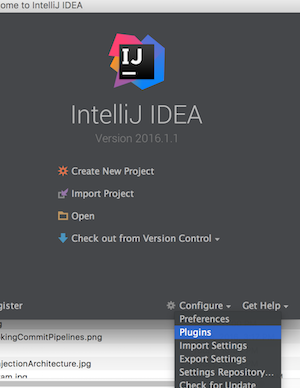 ome to IntelliJ IDEA
IJ
IntelliJ IDEA
Version 2016.1.1
Create New Project
Import Project
Open
Check out from Version Control
gister
Configure
Get Help
Preferences
Plugins
Import Settings
Export Settings
Settings Repository...
Check for Update
g
kingCommitPipelines.png
jectionArchitecture.jpg
am.jpg